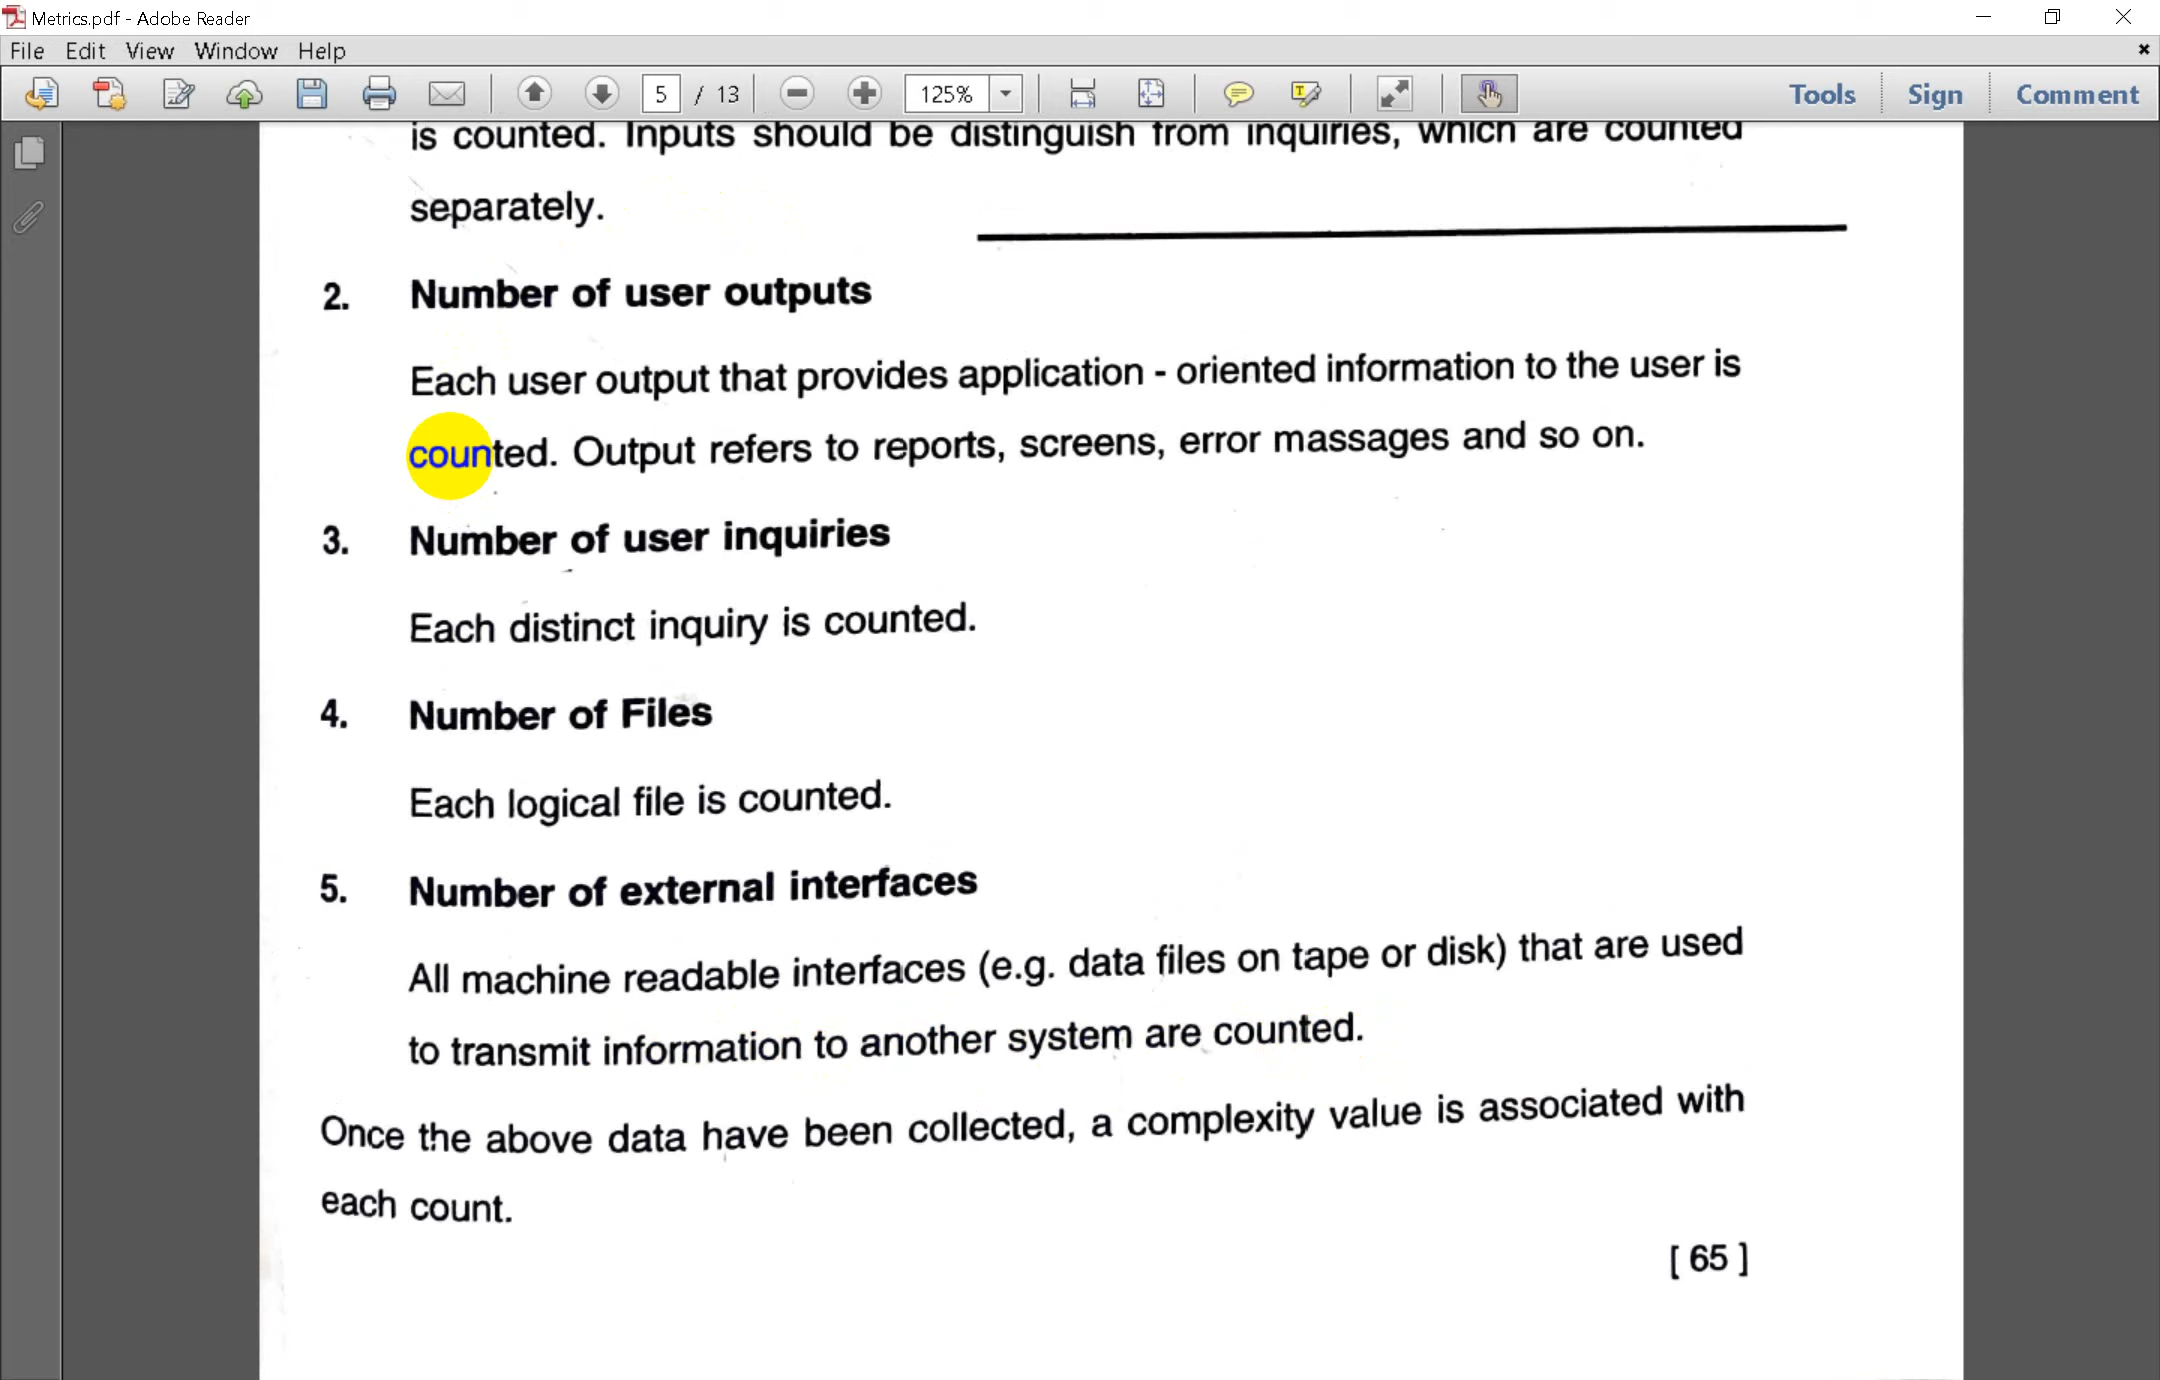 Metrics.pdf - Adobe Reader
File Edit View Window Help
5 / 13 125% Tools Sign Comment
is counted. Inputs should be distinguish from inquiries, which are counted
separately.
2. Number of user outputs
Each user output that provides application - oriented information to the user is
counted. Output refers to reports, screens, error massages and so on.
3. Number of user inquiries
Each distinct inquiry is counted.
4. Number of Files
Each logical file is counted.
5. Number of external interfaces
All machine readable interfaces (e.g. data files on tape or disk) that are used
to transmit information to another system are counted.
Once the above data have been collected, a complexity value is associated with
each count.
[ 65 ]